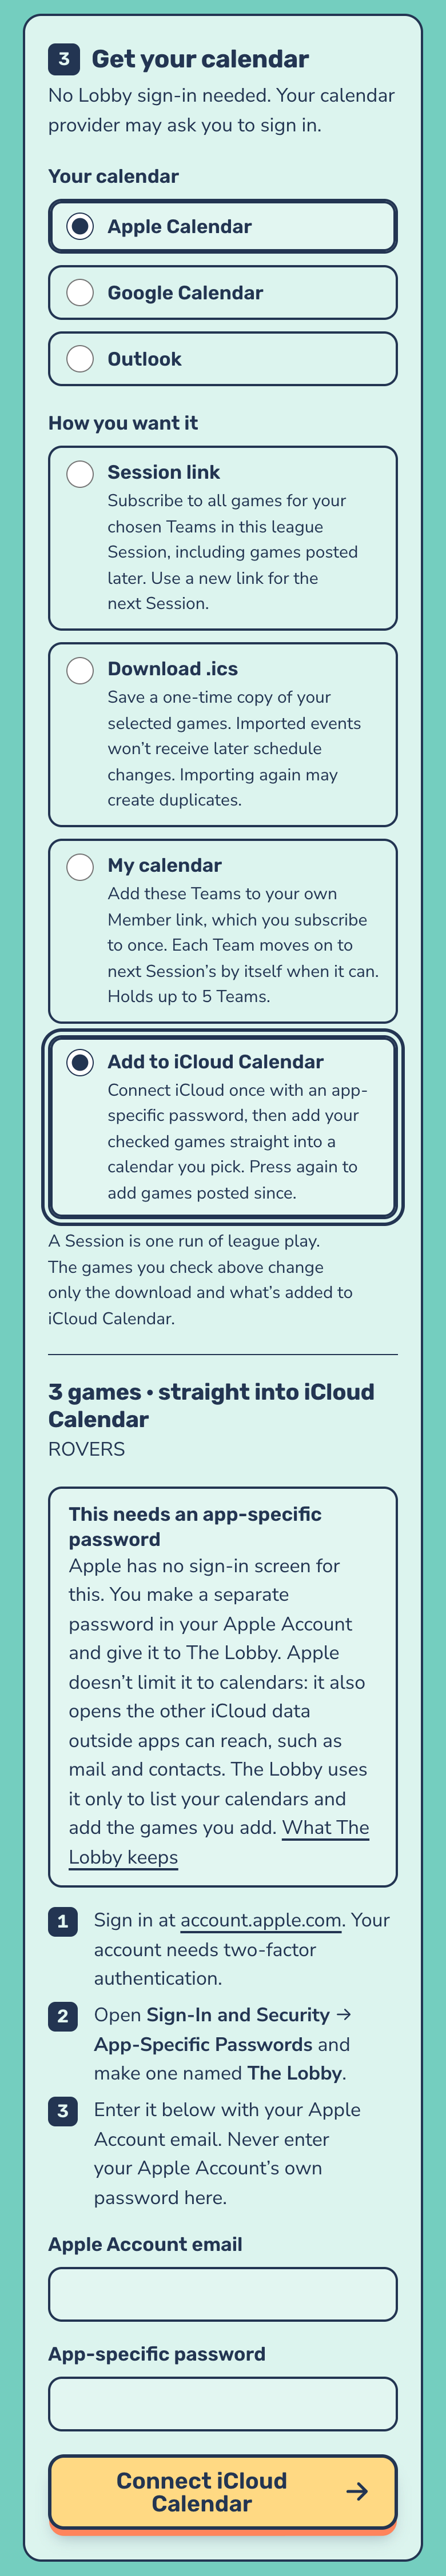 3 Get your calendar
No Lobby sign-in needed. Your calendar
provider may ask you to sign in.
Your calendar
Apple Calendar
Google Calendar
Outlook
How you want it
Session link
Subscribe to all games for your
chosen Teams in this league
Session, including games posted
later. Use a new link for the
next Session.
Download .ics
Save a one-time copy of your
selected games. Imported events
won’t receive later schedule
changes. Importing again may
create duplicates.
My calendar
Add these Teams to your own
Member link, which you subscribe
to once. Each Team moves on to
next Session’s by itself when it can.
Holds up to 5 Teams.
Add to iCloud Calendar
Connect iCloud once with an app-
specific password, then add your
checked games straight into a
calendar you pick. Press again to
add games posted since.
A Session is one run of league play.
The games you check above change
only the download and what’s added to
iCloud Calendar.
3 games • straight into iCloud
Calendar
ROVERS
This needs an app-specific
password
Apple has no sign-in screen for
this. You make a separate
password in your Apple Account
and give it to The Lobby. Apple
doesn’t limit it to calendars: it also
opens the other iCloud data
outside apps can reach, such as
mail and contacts. The Lobby uses
it only to list your calendars and
add the games you add. What The
Lobby keeps
1 Sign in at account.apple.com. Your
account needs two-factor
authentication.
2 Open Sign-In and Security →
App-Specific Passwords and
make one named The Lobby.
3 Enter it below with your Apple
Account email. Never enter
your Apple Account’s own
password here.
Apple Account email
App-specific password
Connect iCloud
Calendar →